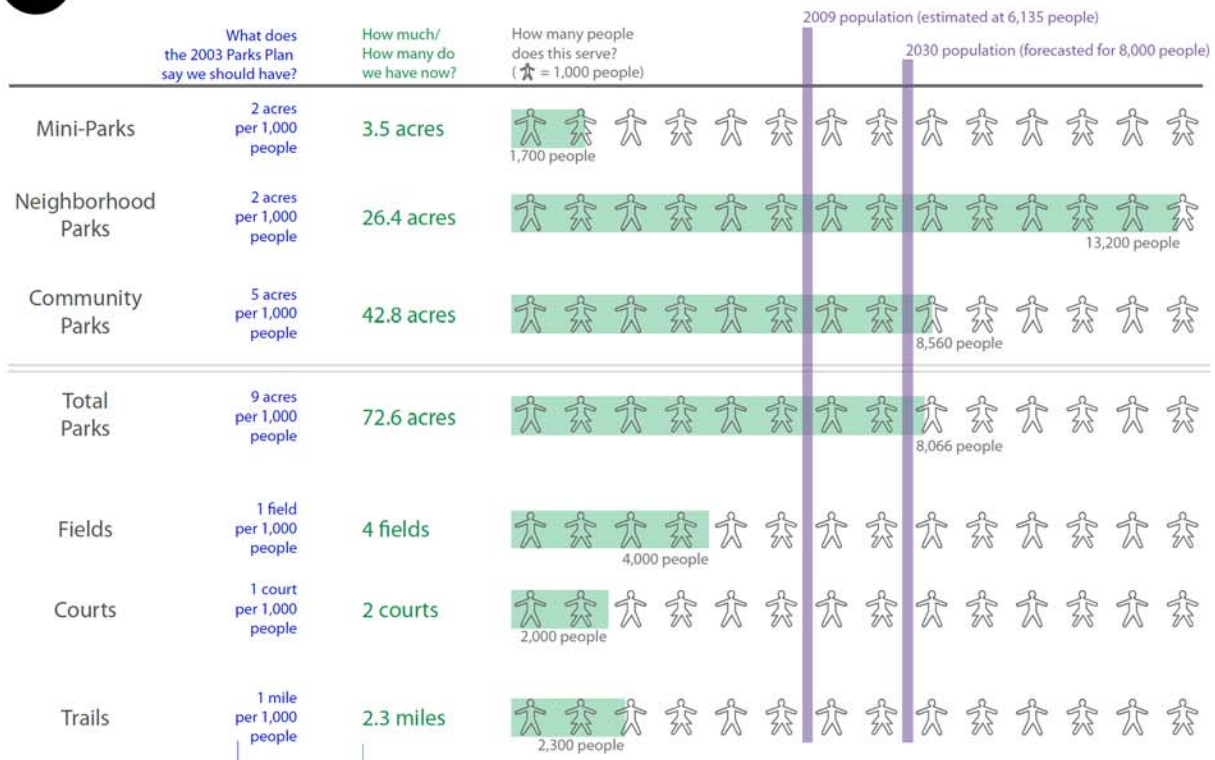 2009 population (estimated at 6,135 people)
2030 population (forecasted for 8,000 people)
What does
the 2003 Parks Plan
say we should have?
How much/
How many do
we have now?
How many people
does this serve?
( = 1,000 people)
Mini-Parks
2 acres
per 1,000
people
3.5 acres
1,700 people
Neighborhood
Parks
2 acres
per 1,000
people
26.4 acres
13,200 people
Community
Parks
5 acres
per 1,000
people
42.8 acres
8,560 people
Total
Parks
9 acres
per 1,000
people
72.6 acres
8,066 people
Fields
1 field
per 1,000
people
4 fields
4,000 people
Courts
1 court
per 1,000
people
2 courts
2,000 people
Trails
1 mile
per 1,000
people
2.3 miles
2,300 people